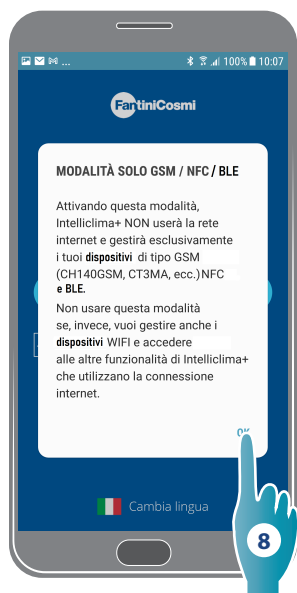 ... 100% 10:07
FantiniCosmi
MODALITÀ SOLO GSM / NFC / BLE
Attivando questa modalità,
Intelliclima+ NON userà la rete
internet e gestirà esclusivamente
i tuoi dispositivi di tipo GSM
(CH140GSM, CT3MA, ecc.)NFC
e BLE.
Non usare questa modalità
se, invece, vuoi gestire anche i
dispositivi WIFI e accedere
alle altre funzionalità di Intelliclima+
che utilizzano la connessione
internet.
OK
Cambia lingua
8